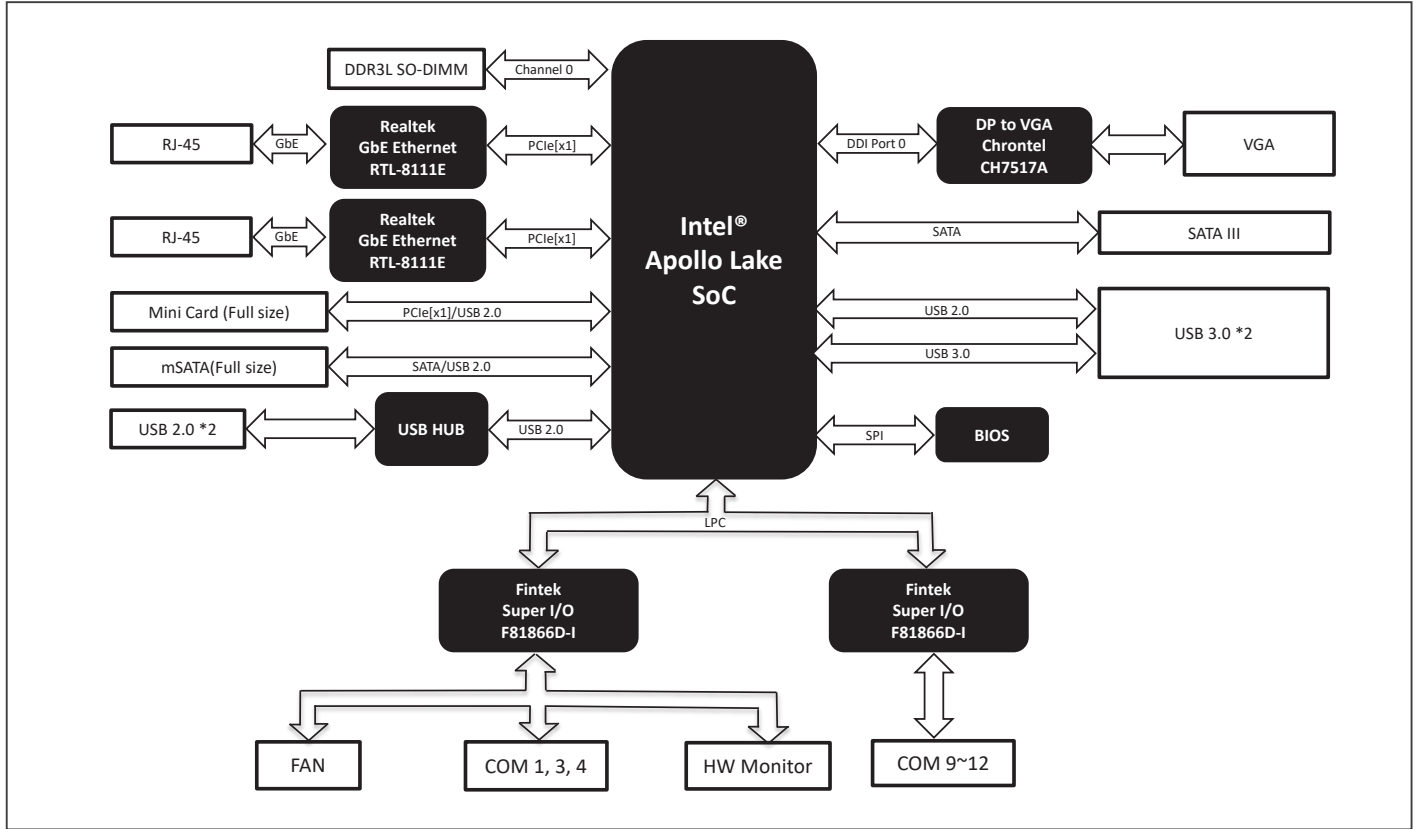 DDR3L SO-DIMM
Channel 0
RJ-45
GbE
Realtek
GbE Ethernet
RTL-8111E
PCIe[x1]
RJ-45
GbE
Realtek
GbE Ethernet
RTL-8111E
PCIe[x1]
Mini Card (Full size)
PCIe[x1]/USB 2.0
mSATA(Full size)
SATA/USB 2.0
USB 2.0 *2
USB HUB
USB 2.0
Intel®
Apollo Lake
SoC
DDI Port 0
DP to VGA
Chrontel
CH7517A
VGA
SATA
SATA III
USB 2.0
USB 3.0
USB 3.0 *2
SPI
BIOS
LPC
Fintek
Super I/O
F81866D-I
Fintek
Super I/O
F81866D-I
FAN
COM 1, 3, 4
HW Monitor
COM 9~12